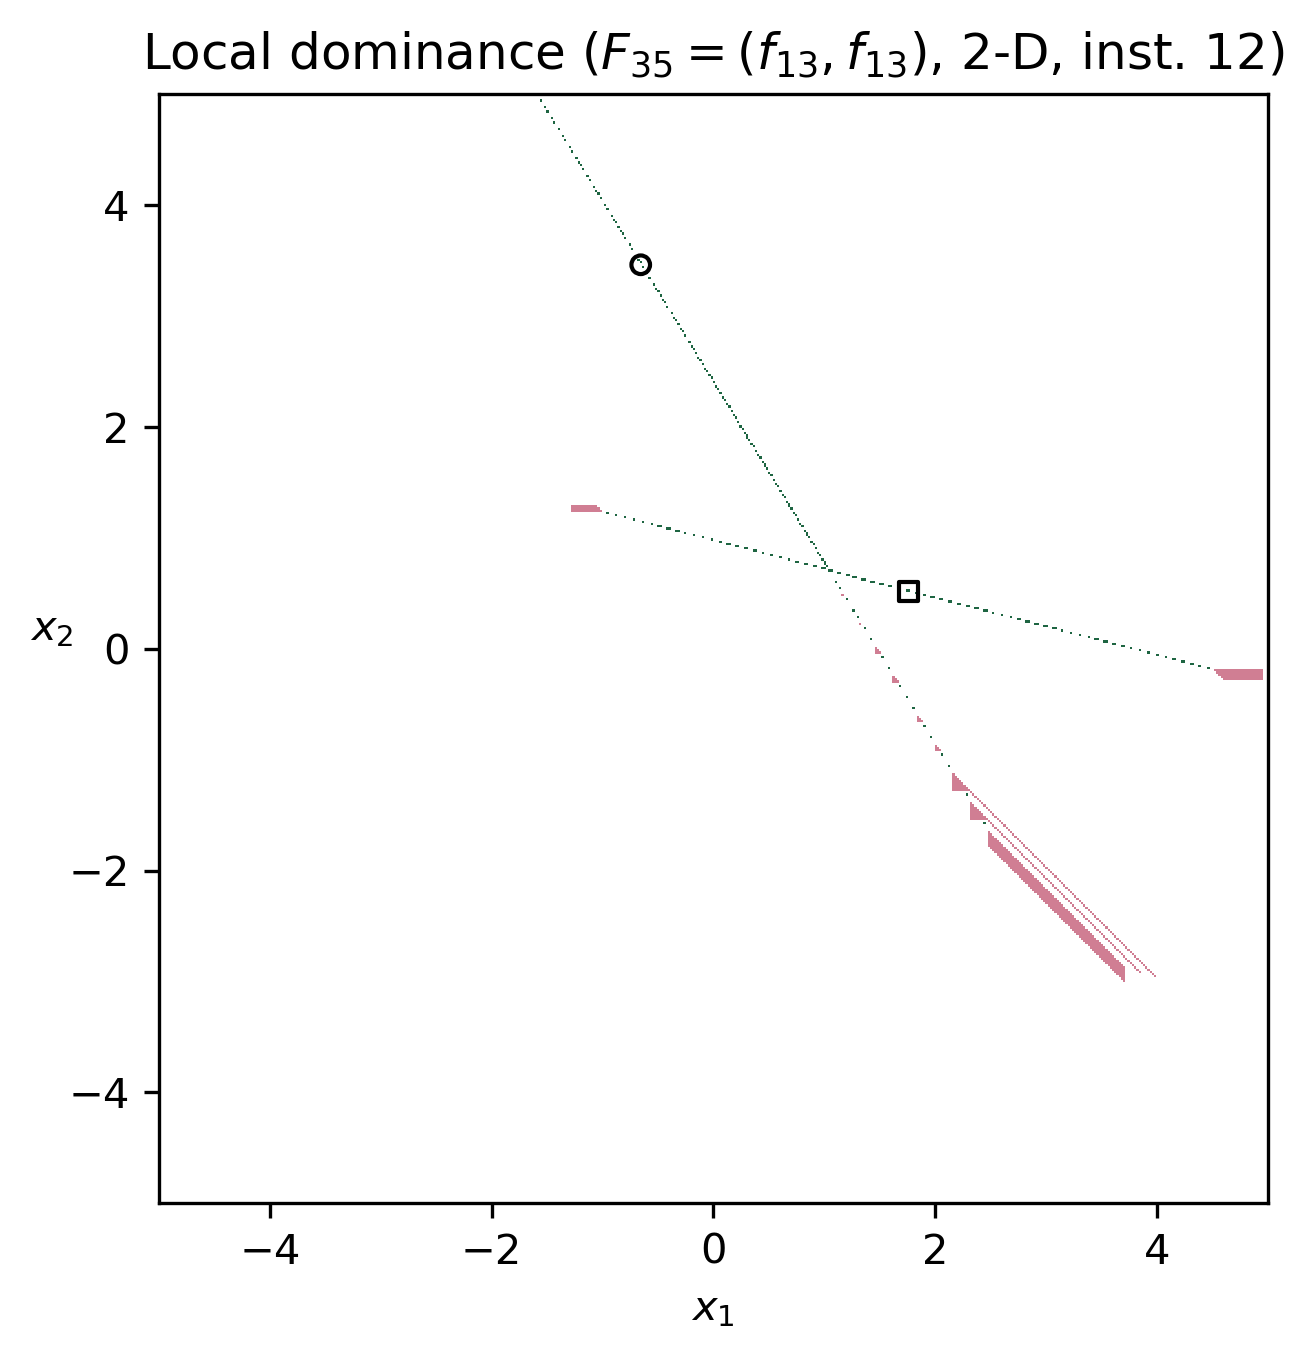 Local dominance (F₃₅ = (f₁₃, f₁₃), 2-D, inst. 12)
4
2
x₂
0
−2
−4
−4 −2 0 2 4
x₁